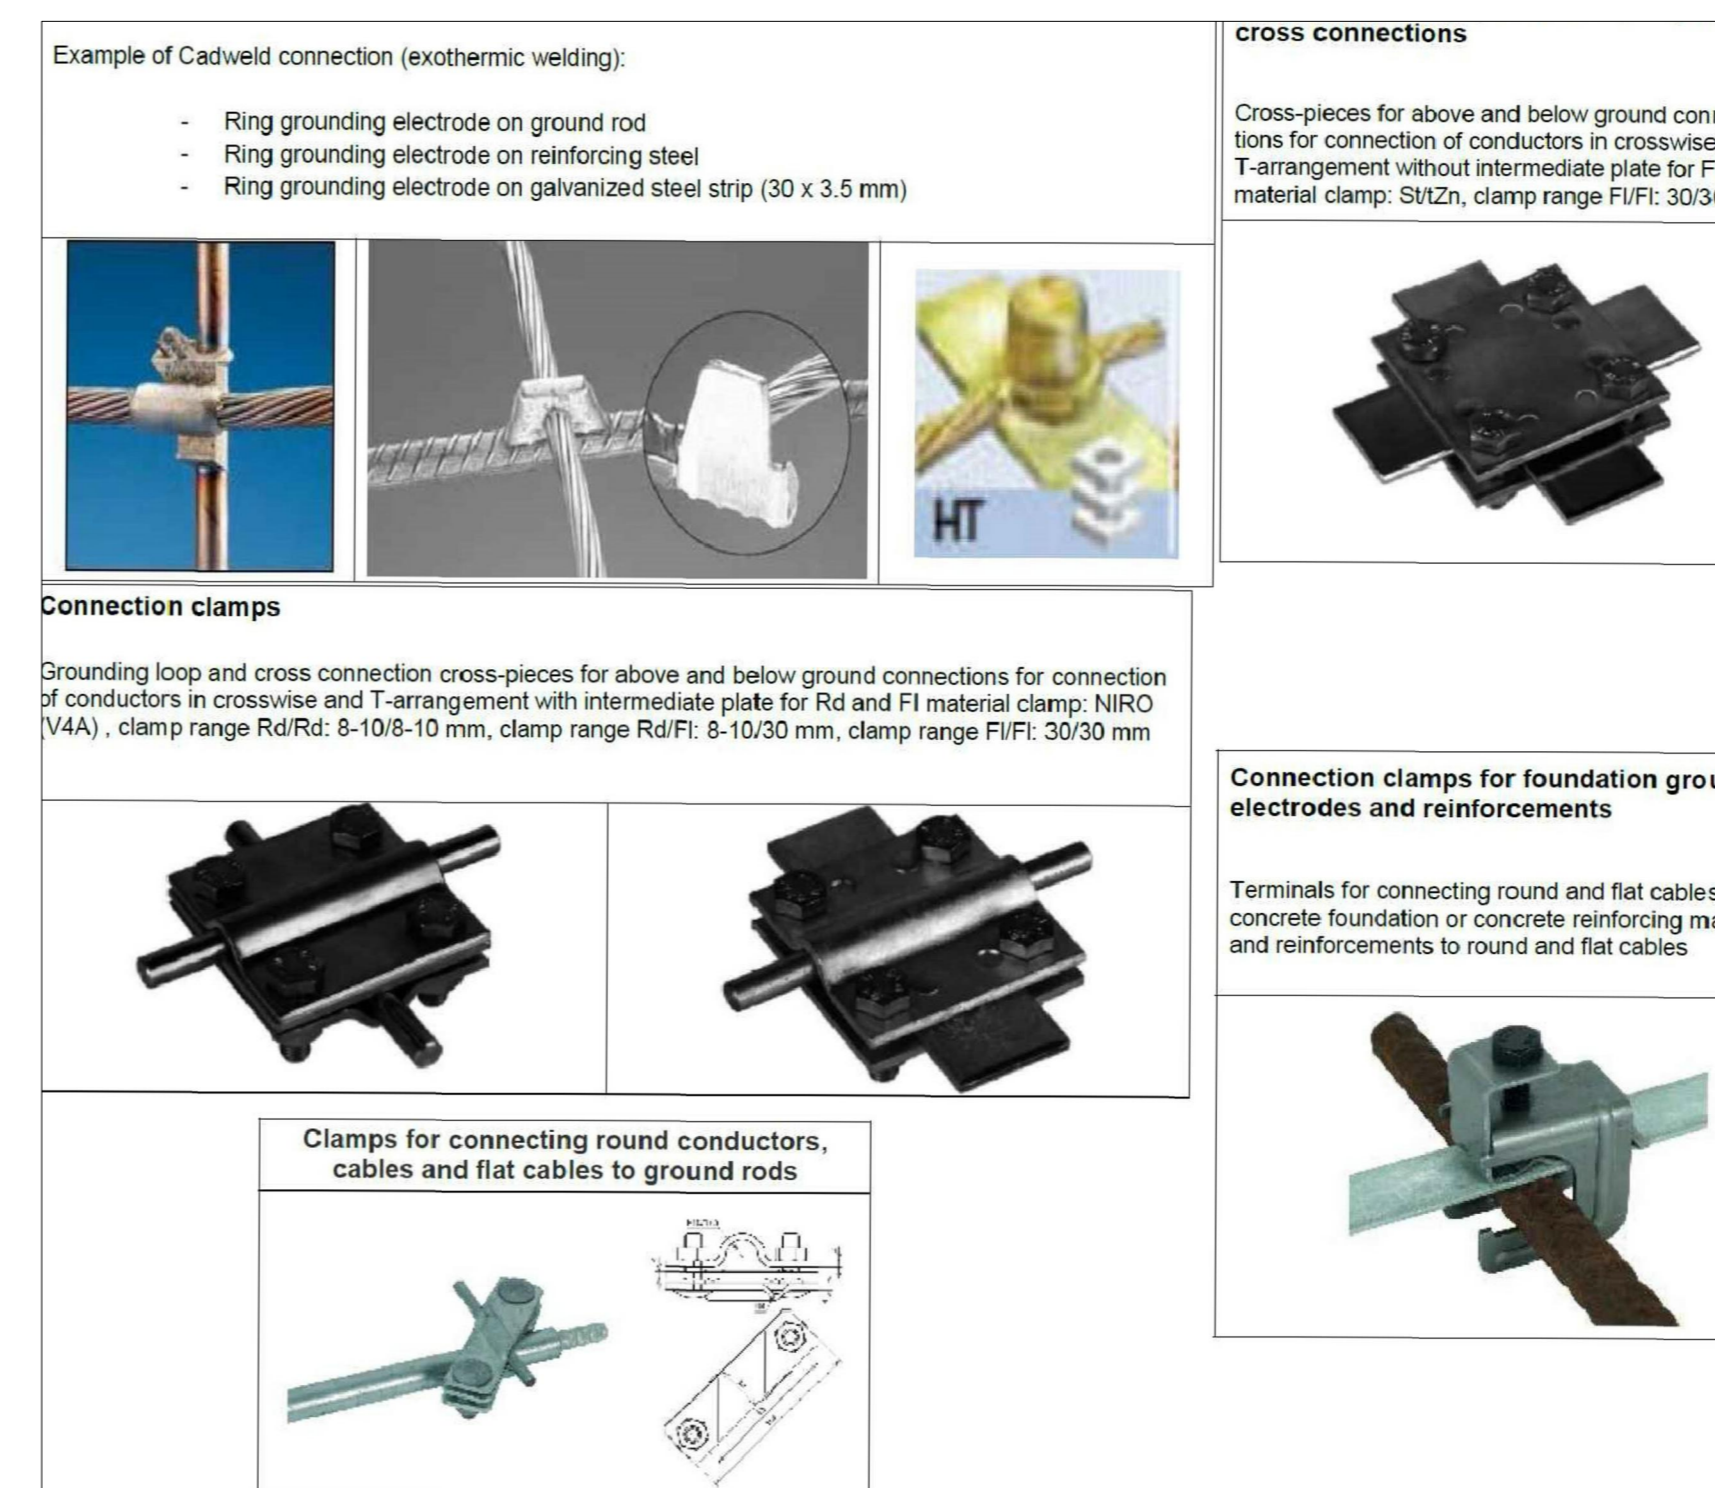 Example of Cadweld connection (exothermic welding):
- Ring grounding electrode on ground rod
- Ring grounding electrode on reinforcing steel
- Ring grounding electrode on galvanized steel strip (30 x 3.5 mm)
HT
cross connections
Cross-pieces for above and below ground
tions for connection of conductors in crosswise
T-arrangement without intermediate plate for
material clamp: St/tZn, clamp range Fl/Fl:
Connection clamps
Grounding loop and cross connection cross-pieces for above and below ground connections for connection
of conductors in crosswise and T-arrangement with intermediate plate for Rd and Fl material clamp: NIRO
(V4A) , clamp range Rd/Rd: 8-10/8-10 mm, clamp range Rd/Fl: 8-10/30 mm, clamp range Fl/Fl: 30/30 mm
Connection clamps for foundation
electrodes and reinforcements
Terminals for connecting round and flat cables
concrete foundation or concrete reinforcing
and reinforcements to round and flat cables
Clamps for connecting round conductors,
cables and flat cables to ground rods